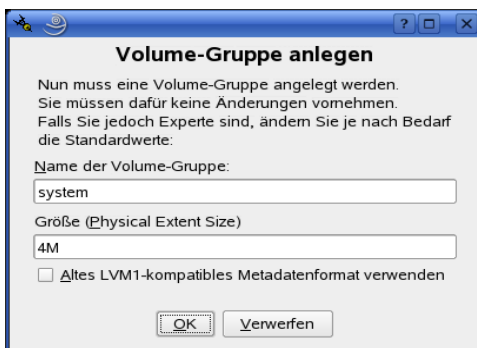 Volume-Gruppe anlegen
Nun muss eine Volume-Gruppe angelegt werden.
Sie müssen dafür keine Änderungen vornehmen.
Falls Sie jedoch Experte sind, ändern Sie je nach Bedarf
die Standardwerte:
Name der Volume-Gruppe:
system
Größe (Physical Extent Size)
4M
Altes LVM1-kompatibles Metadatenformat verwenden
OK Verwerfen